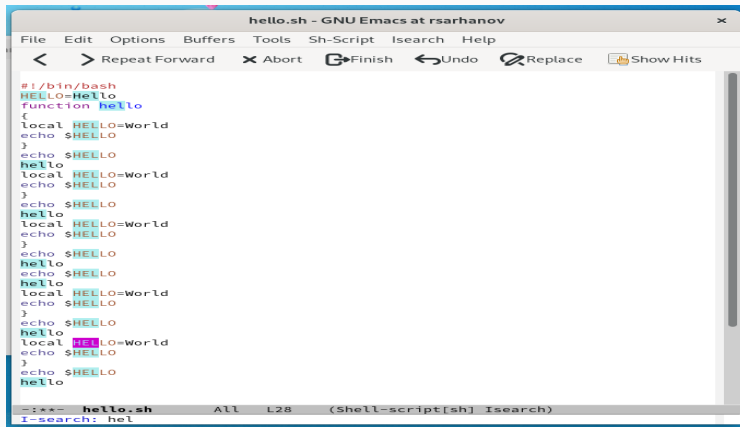 hello.sh - GNU Emacs at rsarhanov ×
File Edit Options Buffers Tools Sh-Script Isearch Help
< > Repeat Forward Abort Finish Undo Replace Show Hits
#!/bin/bash
HELLO=Hello
function hello
{
local HELLO=World
echo $HELLO
}
echo $HELLO
hello
local HELLO=World
echo $HELLO
}
echo $HELLO
hello
local HELLO=World
echo $HELLO
}
echo $HELLO
hello
echo $HELLO
hello
local HELLO=World
echo $HELLO
}
echo $HELLO
hello
local HELLO=World
echo $HELLO
}
echo $HELLO
hello
-:**- hello.sh All L28 (Shell-script[sh] Isearch)
I-search: hel